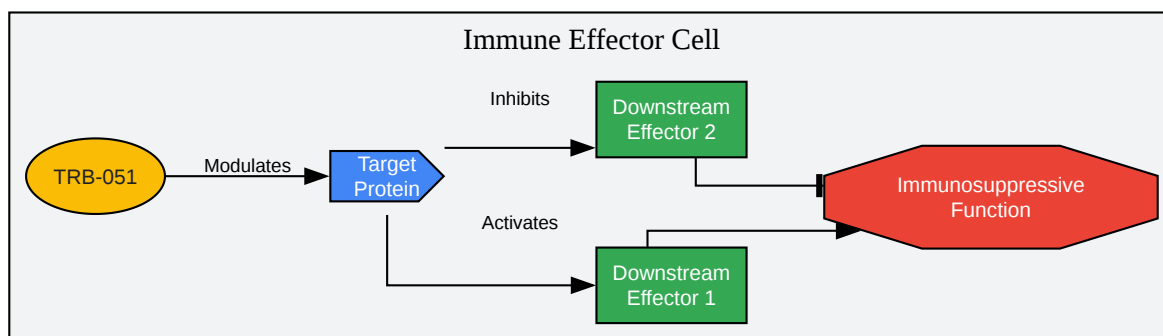 Immune Effector Cell
TRB-051
Modulates
Target
Protein
Inhibits
Downstream
Effector 2
Activates
Downstream
Effector 1
Immunosuppressive
Function